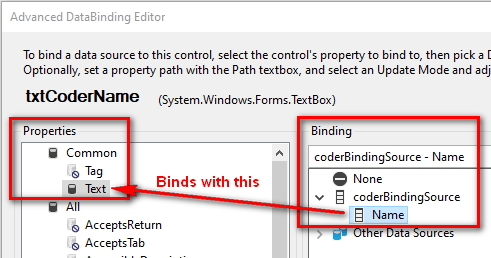 Advanced DataBinding Editor
To bind a data source to this control, select the control's property to bind to, then pick a D
Optionally, set a property path with the Path textbox, and select an Update Mode and adj
txtCoderName (System.Windows.Forms.TextBox)
Properties
Binding
Common
Tag
Text
All
AcceptsReturn
AcceptsTab
Binds with this
coderBindingSource - Name
None
coderBindingSource
Name
Other Data Sources